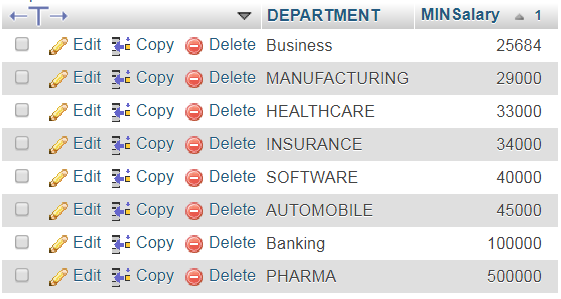 DEPARTMENT MINSalary 1
Edit Copy Delete Business 25684
Edit Copy Delete MANUFACTURING 29000
Edit Copy Delete HEALTHCARE 33000
Edit Copy Delete INSURANCE 34000
Edit Copy Delete SOFTWARE 40000
Edit Copy Delete AUTOMOBILE 45000
Edit Copy Delete Banking 100000
Edit Copy Delete PHARMA 500000